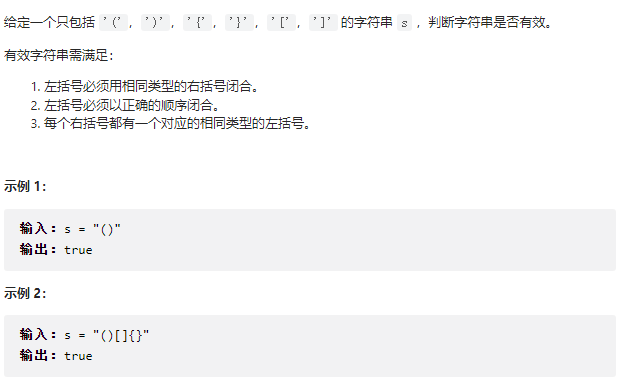 给定一个只包括 '(', ')', '{', '}', '[', ']' 的字符串 s ，判断字符串是否有效。
有效字符串需满足：
1. 左括号必须用相同类型的右括号闭合。
2. 左括号必须以正确的顺序闭合。
3. 每个右括号都有一个对应的相同类型的左括号。
示例 1：
输入：s = "()"
输出：true
示例 2：
输入：s = "()[]{}"
输出：true